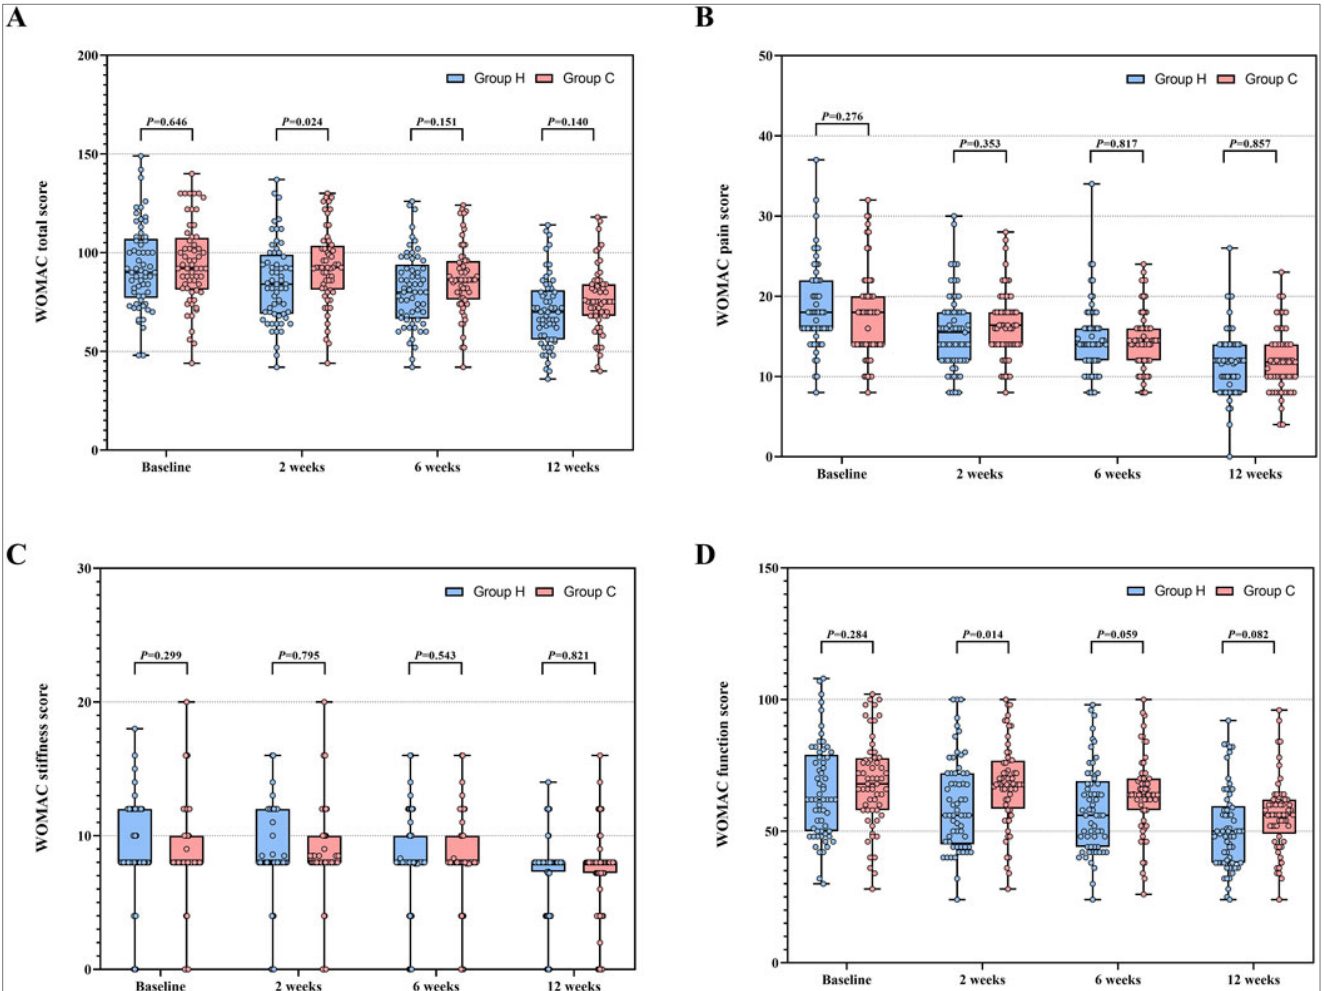 A
200
150
100
50
0
WOMAC total score
Group H Group C
P=0.646 P=0.024 P=0.151 P=0.140
Baseline 2 weeks 6 weeks 12 weeks
B
50
40
30
20
10
0
WOMAC pain score
Group H Group C
P=0.276 P=0.353 P=0.817 P=0.857
Baseline 2 weeks 6 weeks 12 weeks
C
30
20
10
0
WOMAC stiffness score
Group H Group C
P=0.299 P=0.795 P=0.543 P=0.821
Baseline 2 weeks 6 weeks 12 weeks
D
150
100
50
0
WOMAC function score
Group H Group C
P=0.284 P=0.014 P=0.059 P=0.082
Baseline 2 weeks 6 weeks 12 weeks